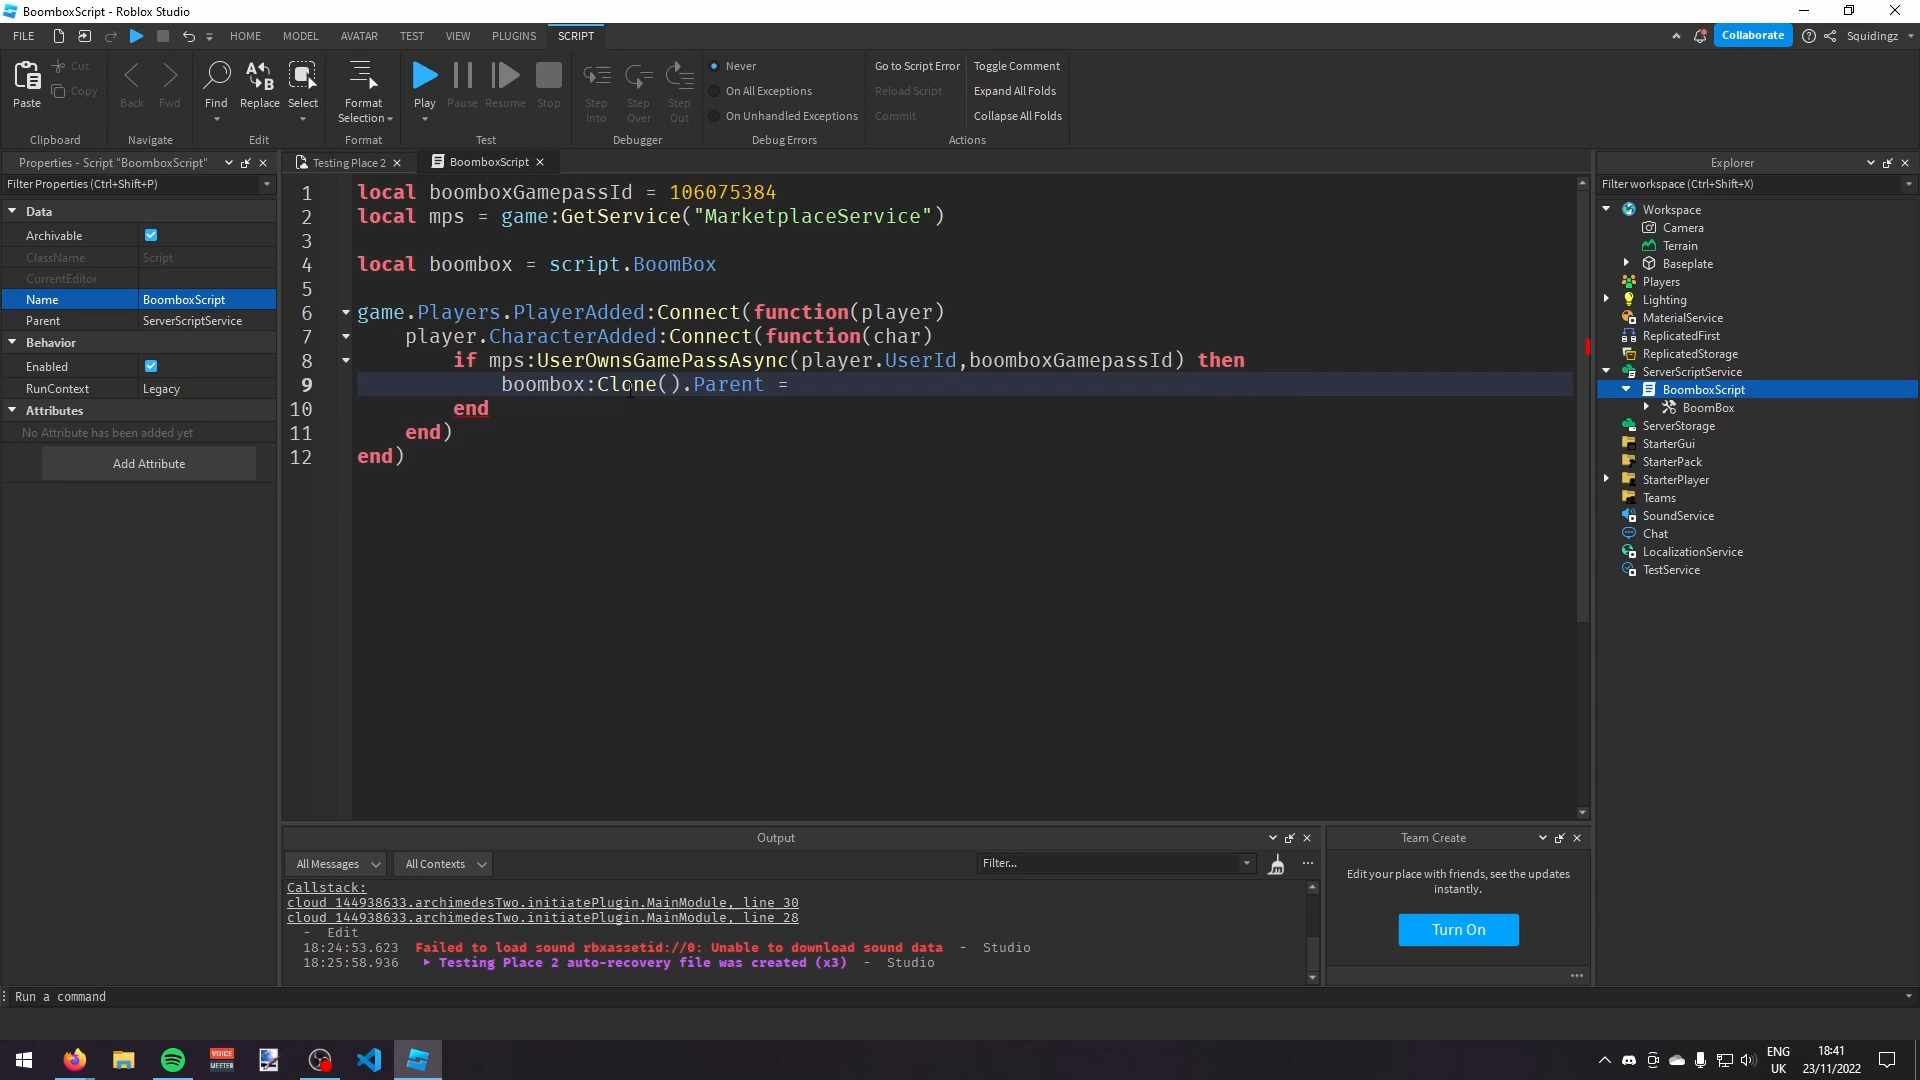 BoomboxScript - Roblox Studio
FILE HOME MODEL AVATAR TEST VIEW PLUGINS SCRIPT Collaborate Squidingz
Paste Cut Copy Back Fwd Find Replace Select Format Selection Play Pause Resume Stop Step Into Step Over Step Out
Never
On All Exceptions
On Unhandled Exceptions
Go to Script Error
Reload Script
Commit
Toggle Comment
Expand All Folds
Collapse All Folds
Clipboard Navigate Edit Format Test Debugger Debug Errors Actions
Properties - Script "BoomboxScript"
Filter Properties (Ctrl+Shift+P)
Data
Archivable
ClassName Script
CurrentEditor
Name BoomboxScript
Parent ServerScriptService
Behavior
Enabled
RunContext Legacy
Attributes
No Attribute has been added yet
Add Attribute
Testing Place 2 BoomboxScript
1 local boomboxGamepassId = 106075384
2 local mps = game:GetService("MarketplaceService")
3
4 local boombox = script.BoomBox
5
6 game.Players.PlayerAdded:Connect(function(player)
7 player.CharacterAdded:Connect(function(char)
8 if mps:UserOwnsGamePassAsync(player.UserId,boomboxGamepassId) then
9 boombox:Clone().Parent =
10 end
11 end)
12 end)
Explorer
Filter workspace (Ctrl+Shift+X)
Workspace
Camera
Terrain
Baseplate
Players
Lighting
MaterialService
ReplicatedFirst
ReplicatedStorage
ServerScriptService
BoomboxScript
BoomBox
ServerStorage
StarterGui
StarterPack
StarterPlayer
Teams
SoundService
Chat
LocalizationService
TestService
Output
All Messages All Contexts Filter...
Callstack:
cloud_144938633.archimedesTwo.initiatePlugin.MainModule, line 30
cloud_144938633.archimedesTwo.initiatePlugin.MainModule, line 28
- Edit
18:24:53.623 Failed to load sound rbxassetid://0: Unable to download sound data - Studio
18:25:58.936 Testing Place 2 auto-recovery file was created (x3) - Studio
Team Create
Edit your place with friends, see the updates
instantly.
Turn On
Run a command
VOICE
MEETER
ENG
UK
18:41
23/11/2022